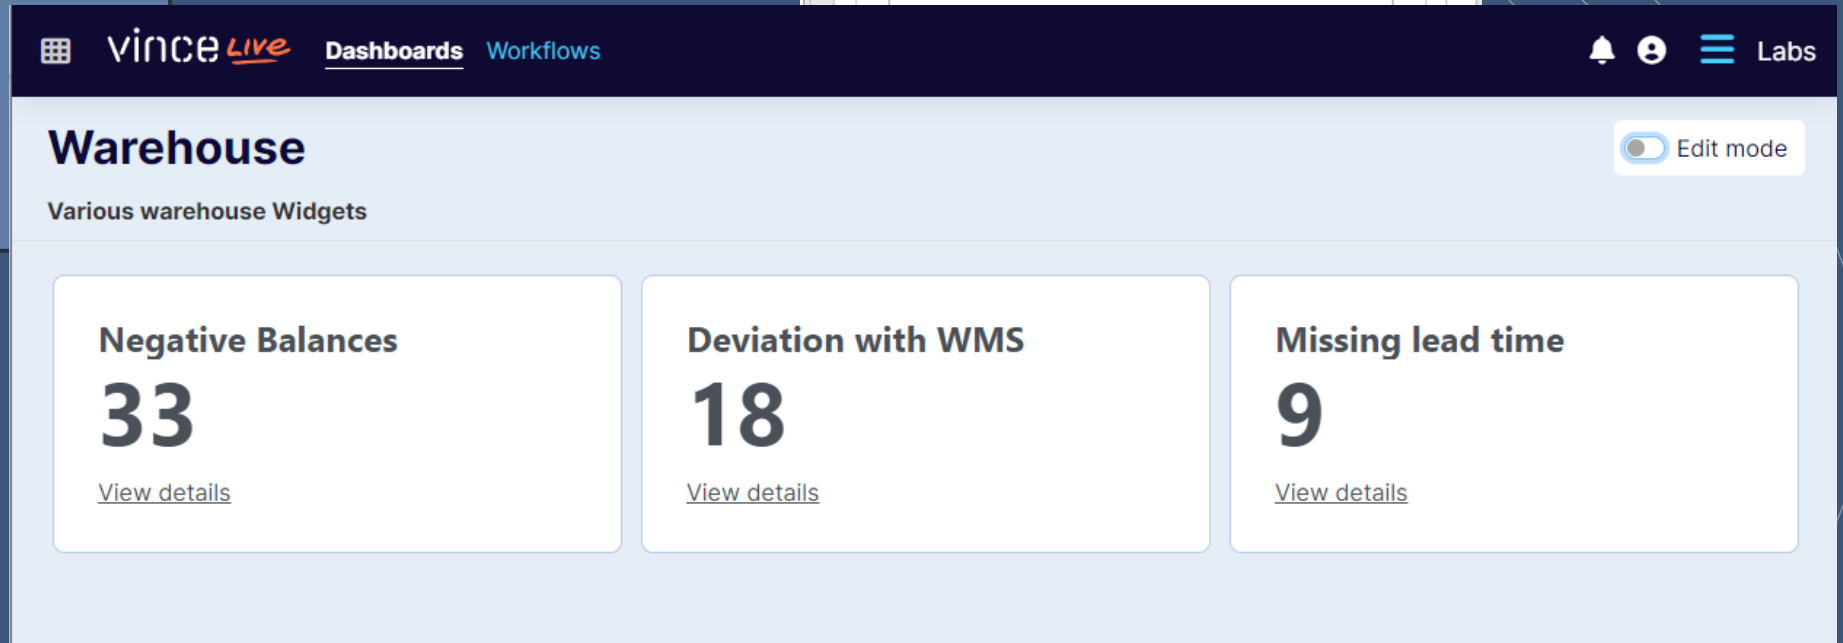 vince LIVE Dashboards Workflows Labs
Warehouse
Edit mode
Various warehouse Widgets
Negative Balances
33
View details
Deviation with WMS
18
View details
Missing lead time
9
View details